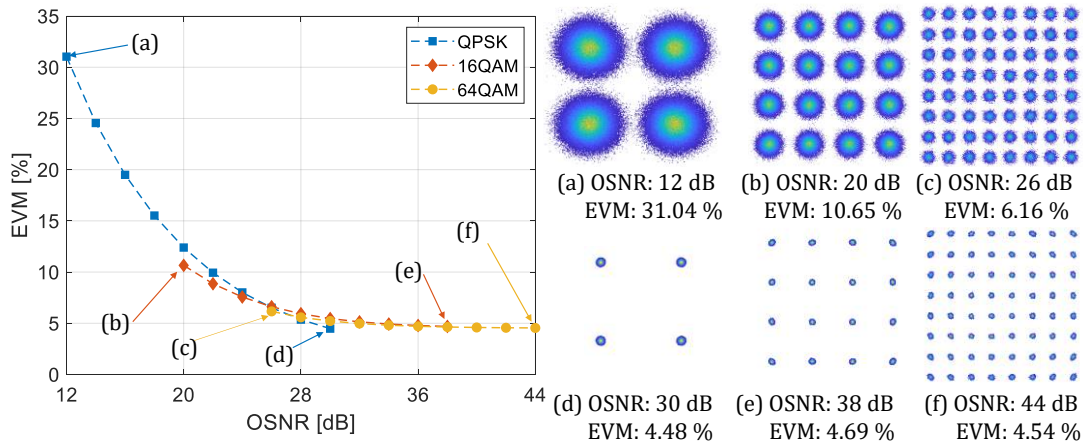 35
30
25
20
15
10
5
0
EVM [%]
12
20
28
36
44
OSNR [dB]
QPSK
16QAM
64QAM
(a)
(b)
(c)
(d)
(e)
(f)
(a) OSNR: 12 dB
EVM: 31.04 %
(b) OSNR: 20 dB
EVM: 10.65 %
(c) OSNR: 26 dB
EVM: 6.16 %
(d) OSNR: 30 dB
EVM: 4.48 %
(e) OSNR: 38 dB
EVM: 4.69 %
(f) OSNR: 44 dB
EVM: 4.54 %